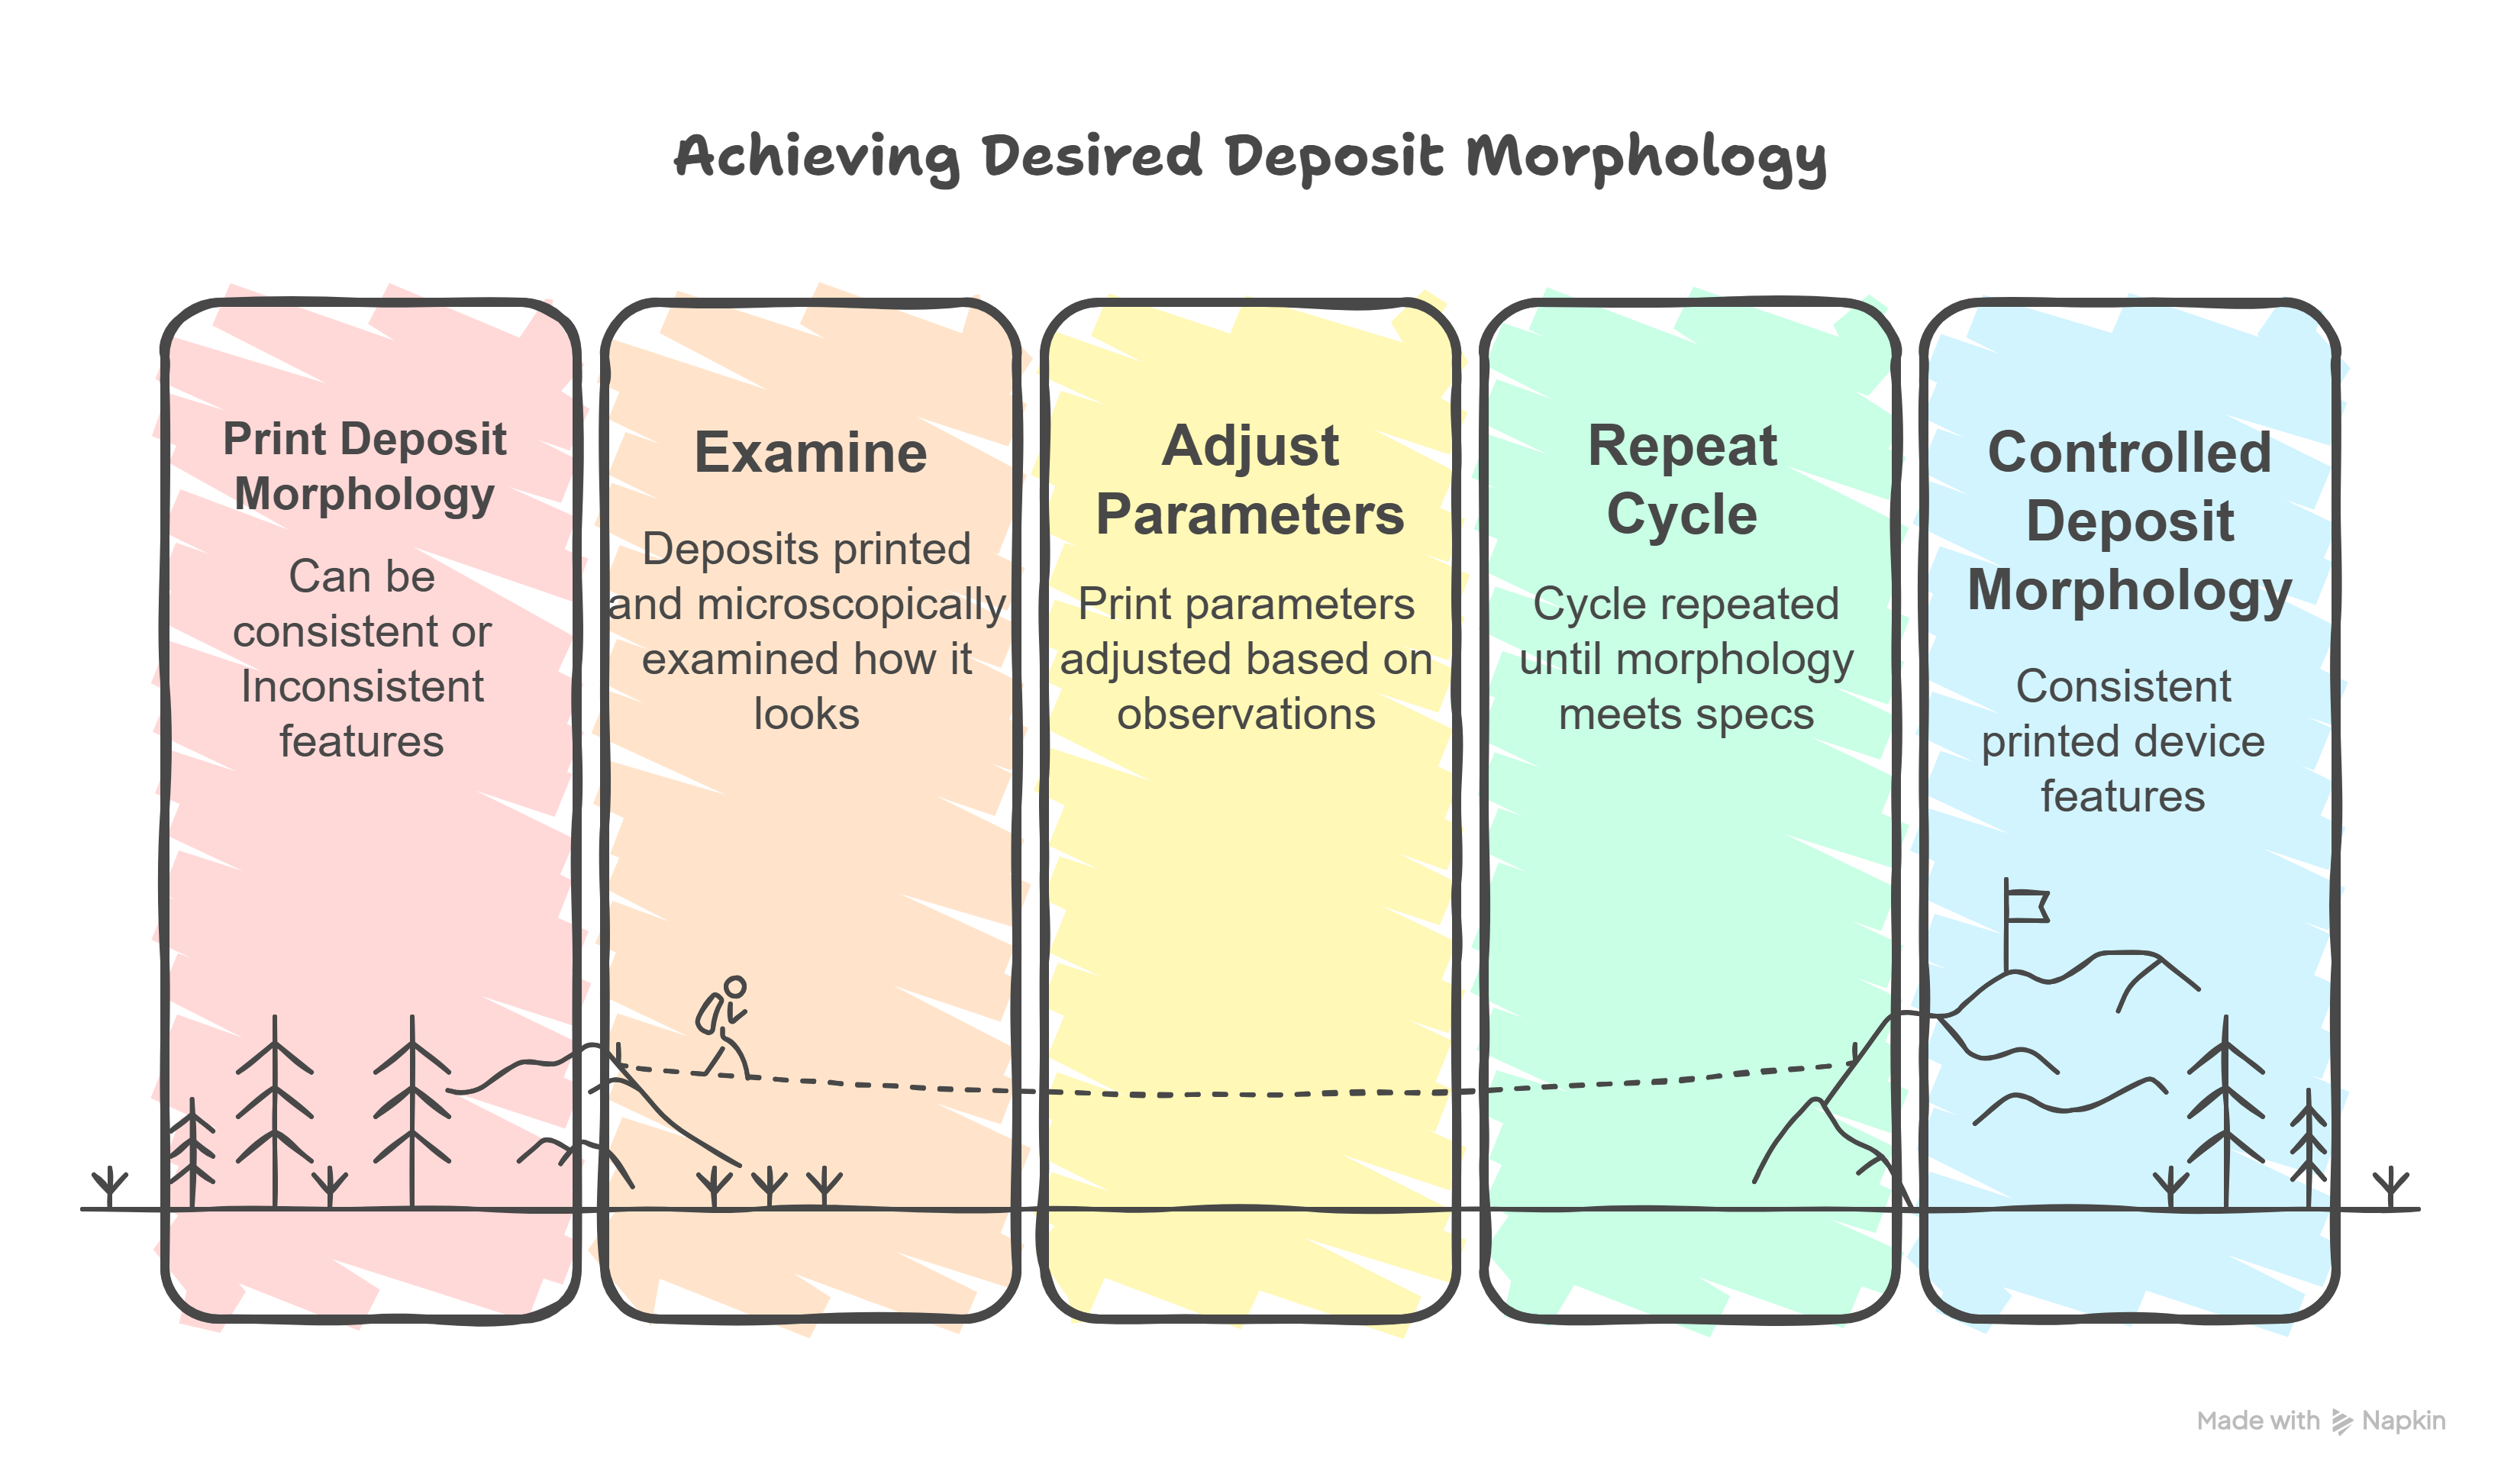 Achieving Desired Deposit Morphology
Print Deposit
Morphology
Can be
consistent or
Inconsistent
features
Examine
Deposits printed
and microscopically
examined how it
looks
Adjust
Parameters
Print parameters
adjusted based on
observations
Repeat
Cycle
Cycle repeated
until morphology
meets specs
Controlled
Deposit
Morphology
Consistent
printed device
features
Made with Napkin